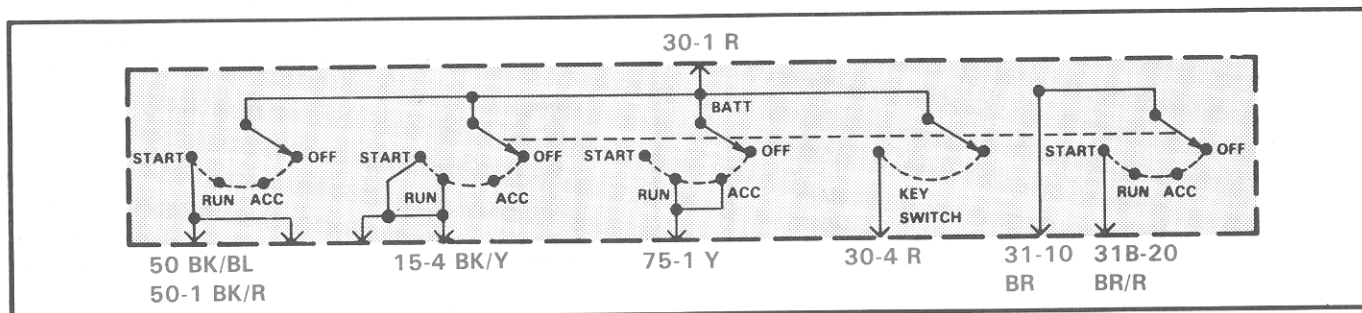 30-1 R
BATT
START OFF START OFF START OFF START OFF
RUN ACC RUN ACC RUN ACC KEY SWITCH RUN ACC
50 BK/BL 15-4 BK/Y 75-1 Y 30-4 R 31-10 31B-20
50-1 BK/R BR BR/R